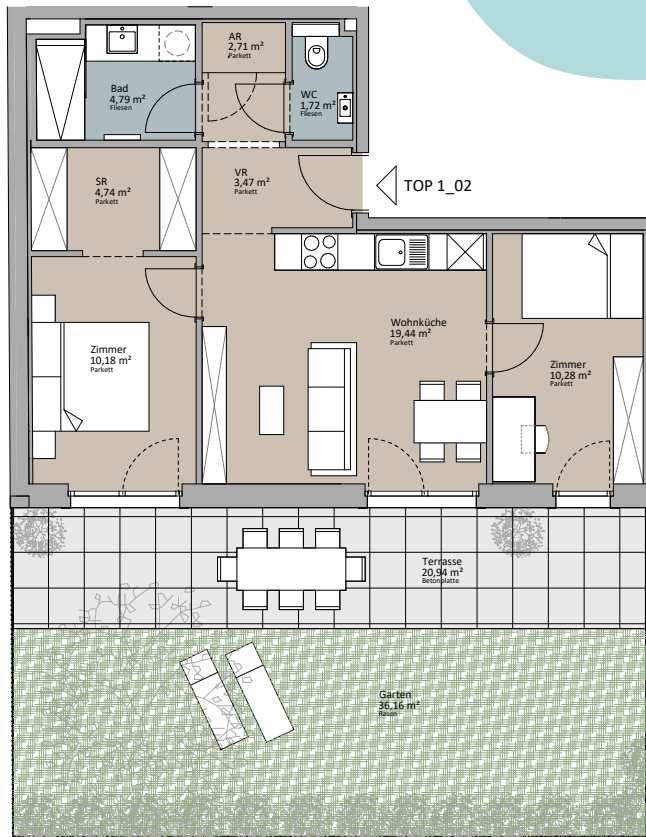 AR
2,71 m²
Parkett
Bad
4,79 m²
Fliesen
WC
1,72 m²
Fliesen
SR
4,74 m²
Parkett
VR
3,47 m²
Parkett
TOP 1_02
Wohnküche
19,44 m²
Parkett
Zimmer
10,18 m²
Parkett
Zimmer
10,28 m²
Parkett
Terrasse
20,94 m²
Betonplatte
Garten
36,16 m²
Rasen